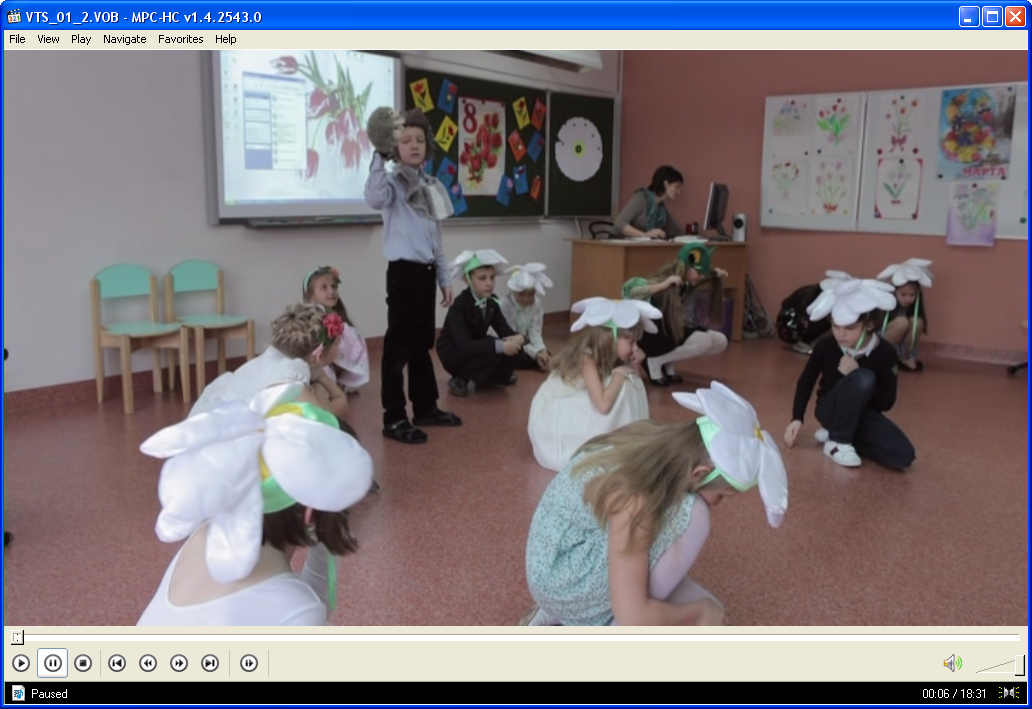 VTS_01_2.VOB - MPC-HC v1.4.2543.0
File View Play Navigate Favorites Help
8
МАРТА
Paused
00:06 / 18:31